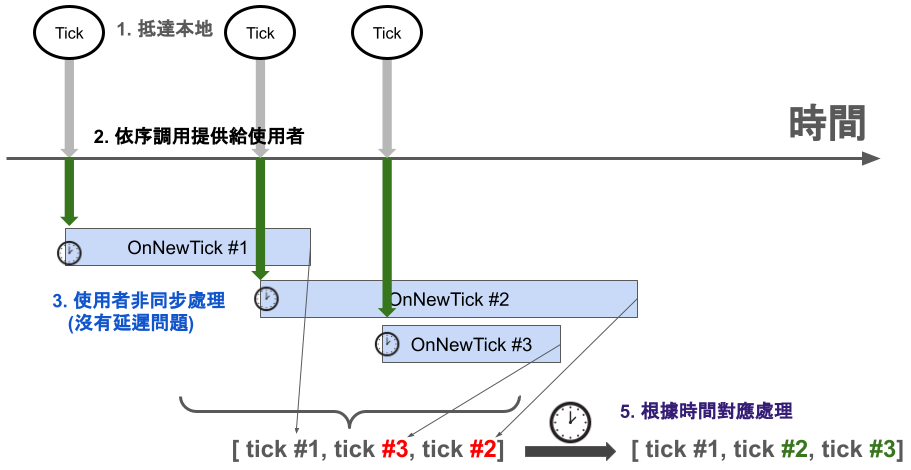 Tick
1. 抵達本地
Tick
Tick
時間
2. 依序調用提供給使用者
OnNewTick #1
OnNewTick #2
3. 使用者非同步處理
(沒有延遲問題)
OnNewTick #3
5. 根據時間對應處理
[ tick #1, tick #3, tick #2]
[ tick #1, tick #2, tick #3]